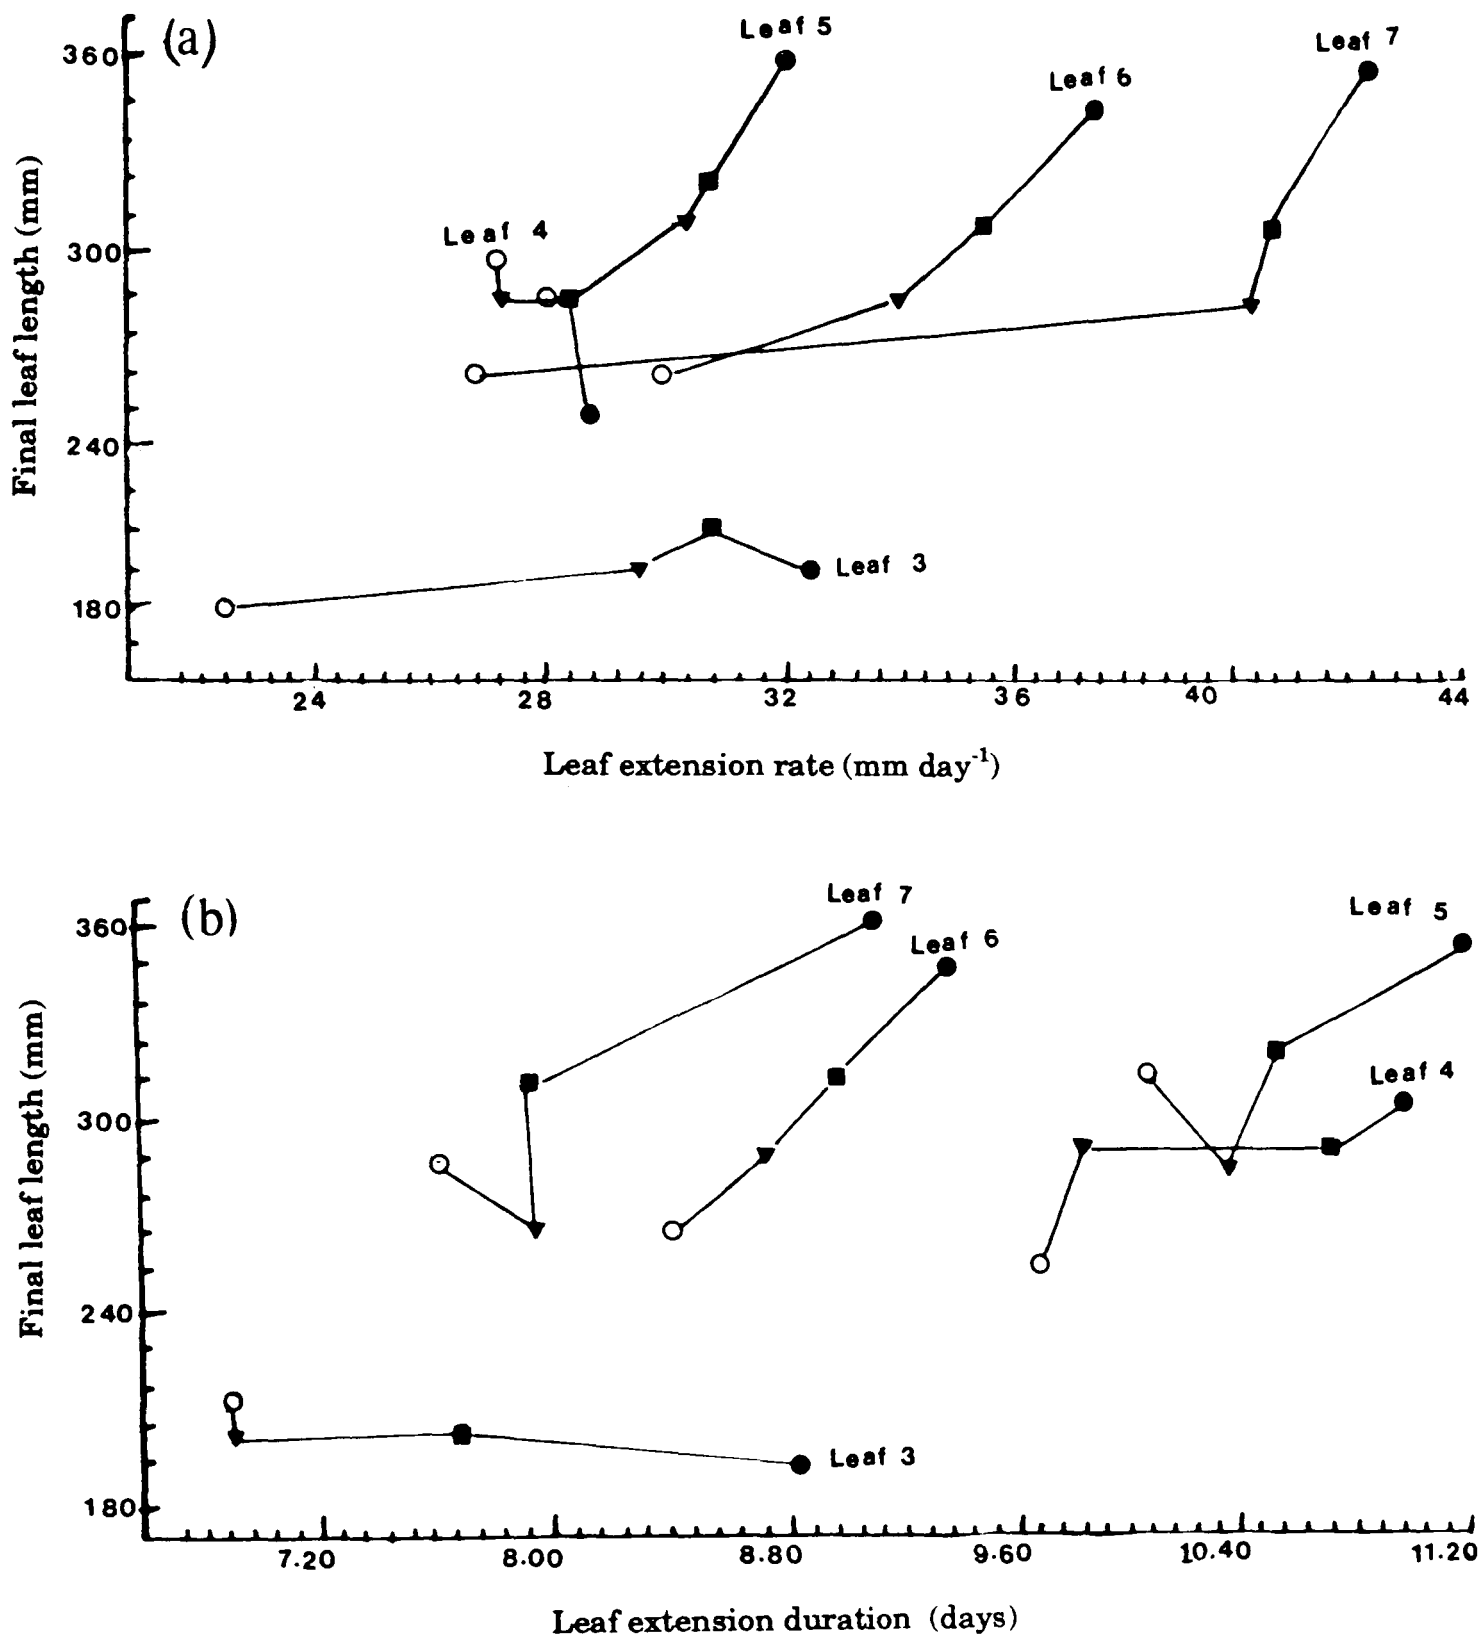 (a)
Leaf 5
Leaf 7
Leaf 6
Leaf 4
Leaf 3
Final leaf length (mm)
360
300
240
180
24 28 32 36 40 44
Leaf extension rate (mm day⁻¹)
(b)
Leaf 7
Leaf 5
Leaf 6
Leaf 4
Leaf 3
Final leaf length (mm)
360
300
240
180
7.20 8.00 8.80 9.60 10.40 11.20
Leaf extension duration (days)